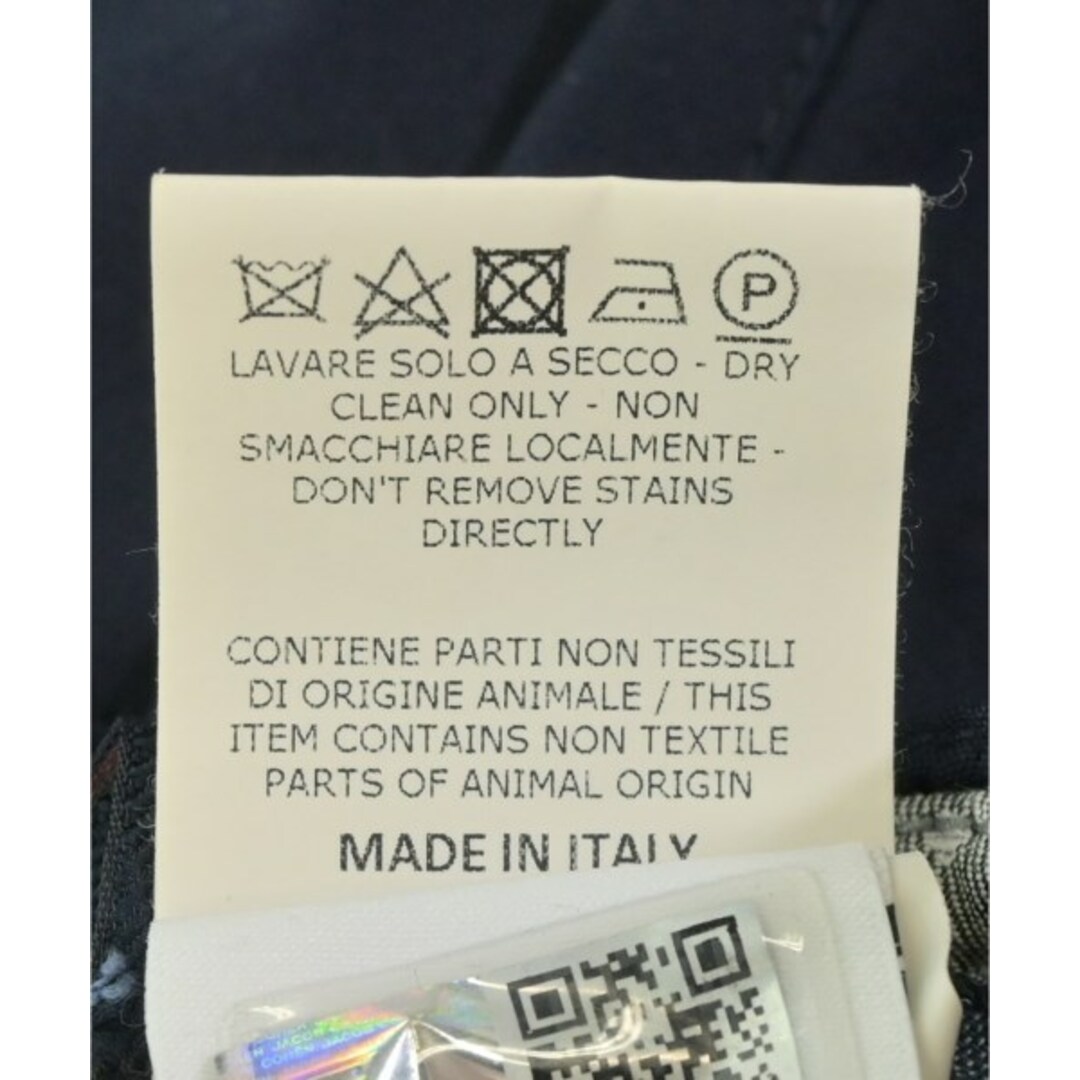 P
LAVARE SOLO A SECCO - DRY
CLEAN ONLY - NON
SMACCHIARE LOCALMENTE -
DON'T REMOVE STAINS
DIRECTLY
CONTIENE PARTI NON TESSILI
DI ORIGINE ANIMALE / THIS
ITEM CONTAINS NON TEXTILE
PARTS OF ANIMAL ORIGIN
MADE IN ITALY